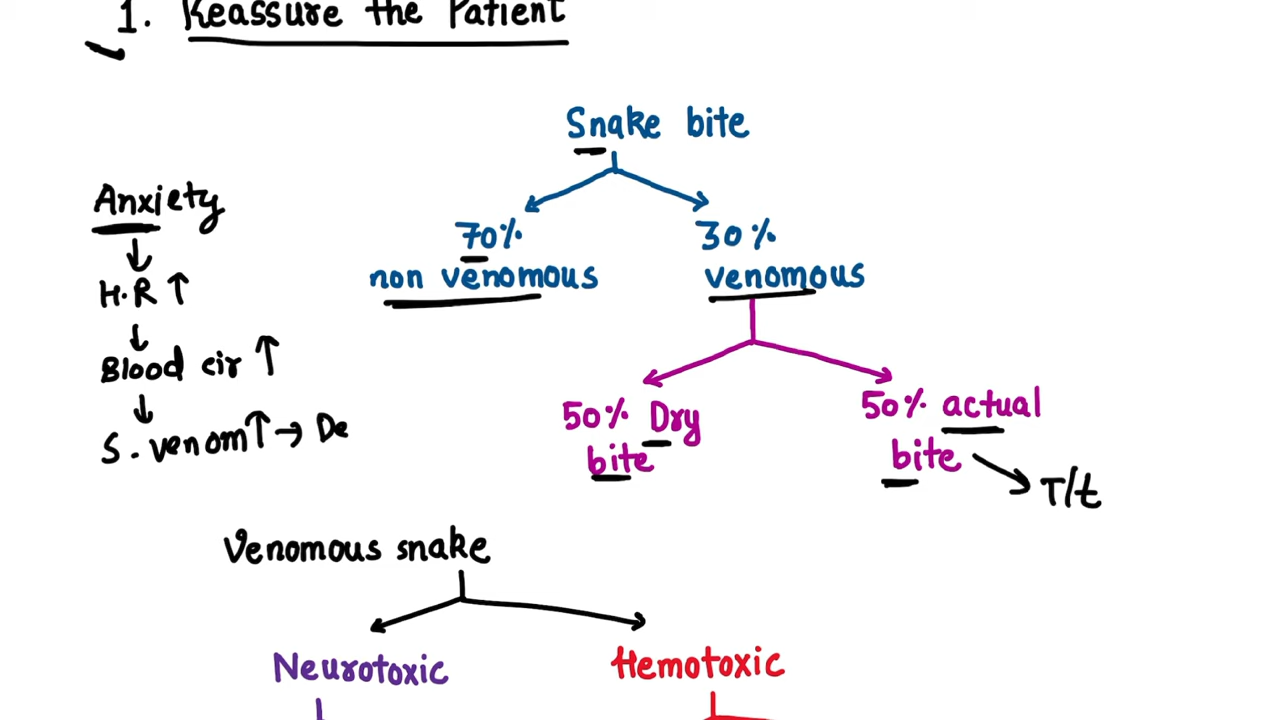 1. Reassure the Patient
Snake bite
70%
non venomous
30%
venomous
Anxiety
↓
H.R ↑
↓
Blood cir ↑
↓
S. venom↑ → De
50% Dry
bite
50% actual
bite
T/t
Venomous snake
Neurotoxic
Hemotoxic